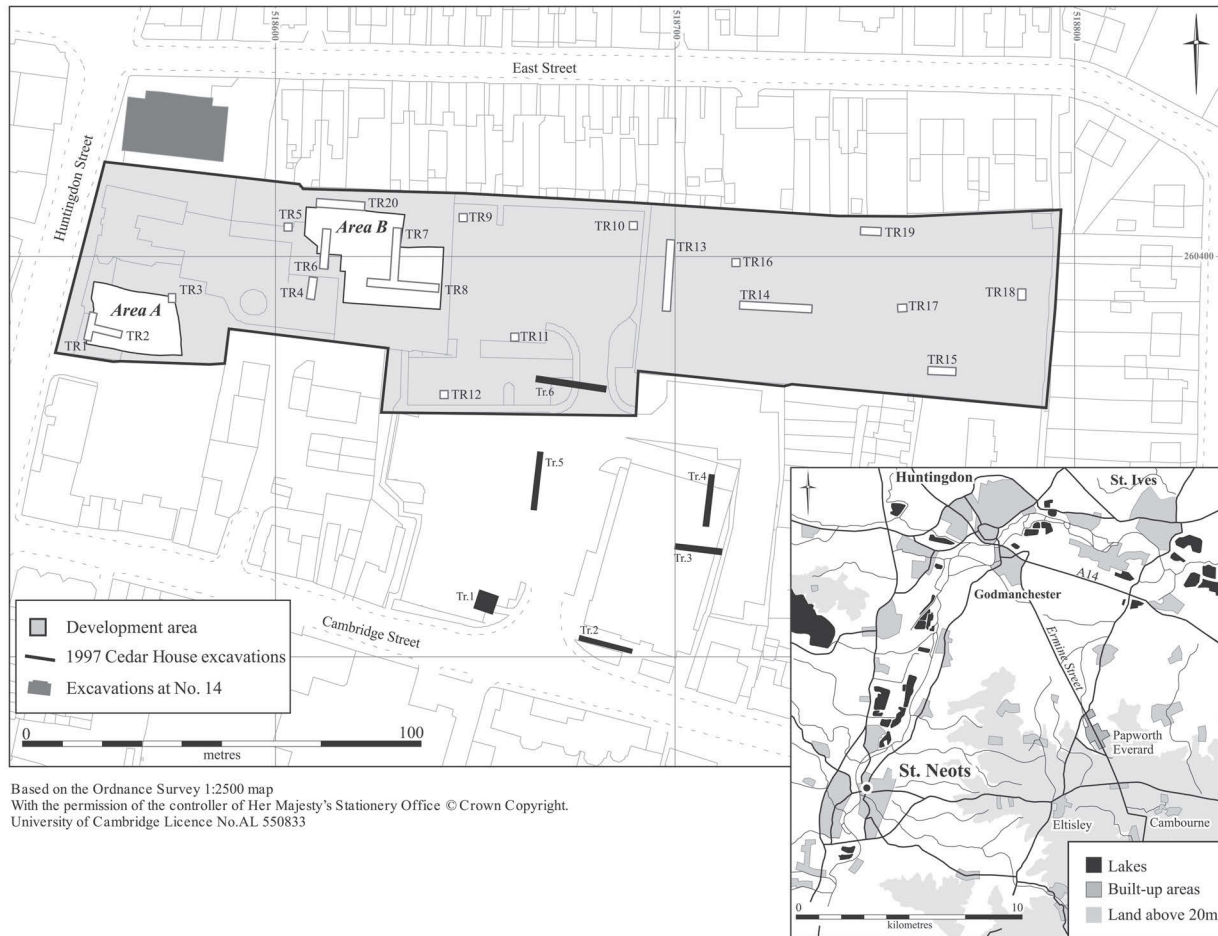 518600
518700
518800
East Street
Huntingdon Street
TR20
TR5
Area B
TR7
TR9
TR10
TR13
TR19
260400
TR6
TR16
TR4
TR8
TR3
Area A
TR14
TR17
TR18
TR1
TR2
TR11
TR15
TR12
Tr.6
Tr.5
Tr.4
Tr.3
Tr.1
Tr.2
Cambridge Street
Development area
1997 Cedar House excavations
Excavations at No. 14
0
100
metres
Huntingdon
St. Ives
A14
Godmanchester
Ermine Street
Papworth
Everard
St. Neots
Eltisley
Cambourne
Lakes
Built-up areas
Land above 20m
0
10
kilometres
Based on the Ordnance Survey 1:2500 map
With the permission of the controller of Her Majesty's Stationery Office © Crown Copyright.
University of Cambridge Licence No.AL 550833